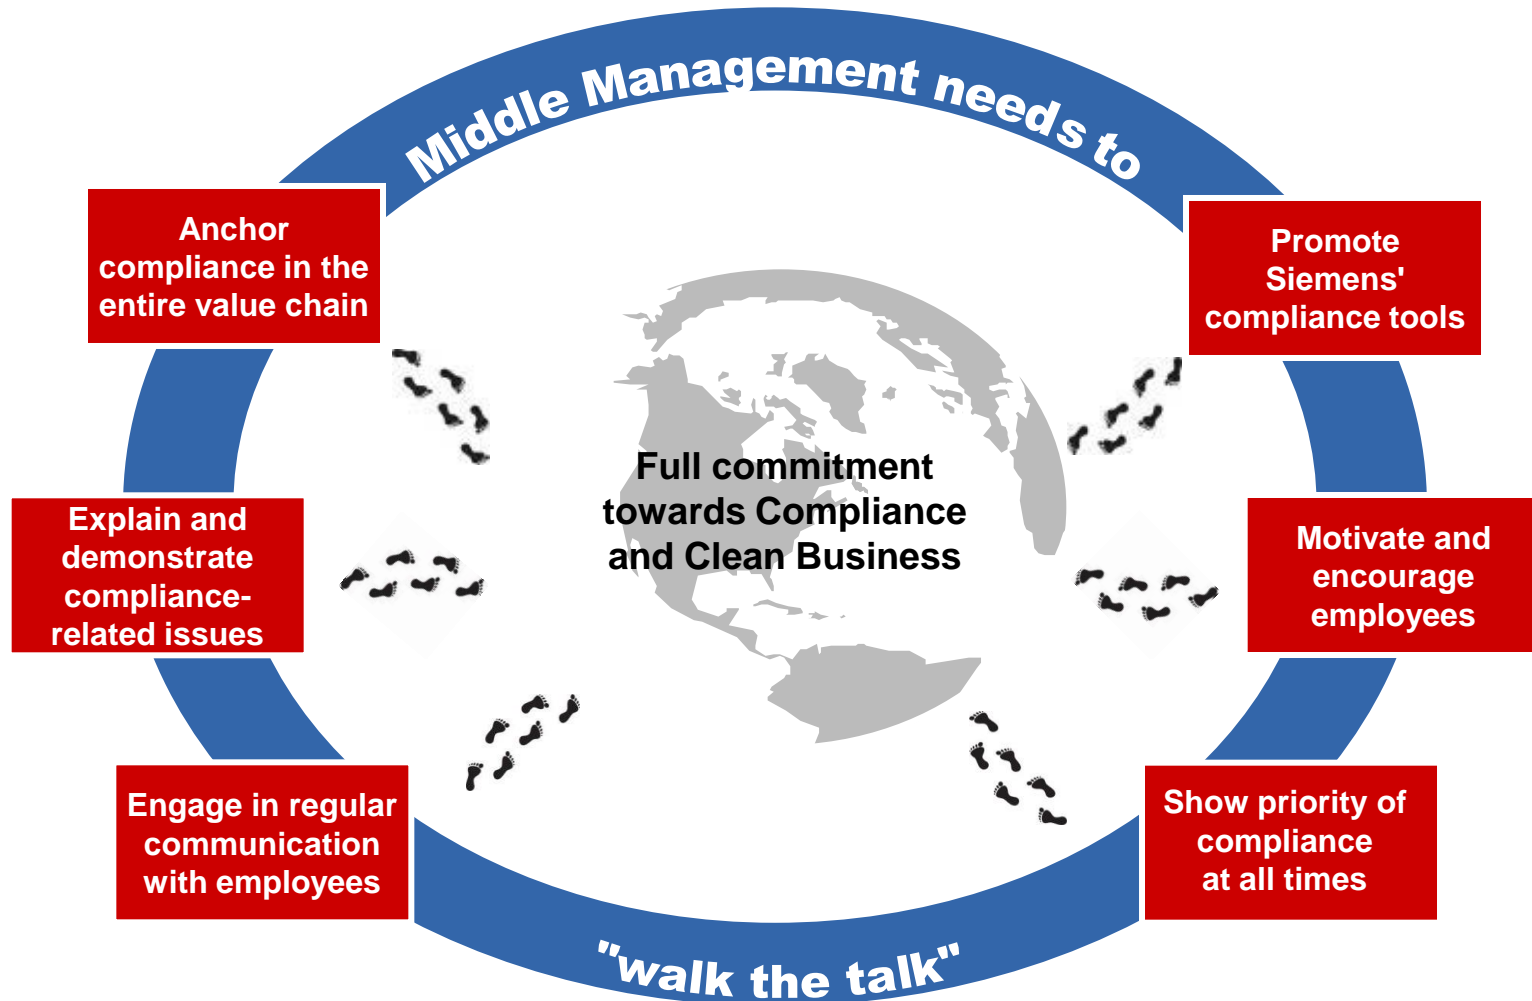 Middle Management needs to
Anchor
compliance in the
entire value chain
Promote
Siemens'
compliance tools
Full commitment
towards Compliance
and Clean Business
Explain and
demonstrate
compliance-
related issues
Motivate and
encourage
employees
Engage in regular
communication
with employees
Show priority of
compliance
at all times
"walk the talk"